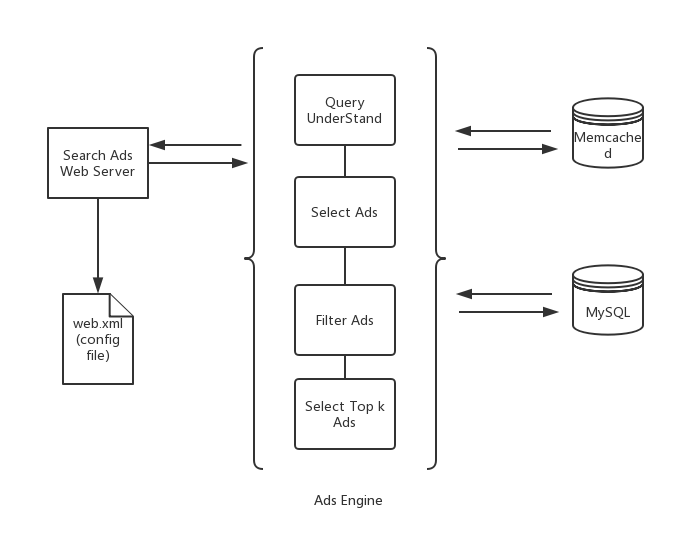 Query
UnderStand
Search Ads
Web Server
Memcache
d
Select Ads
web.xml
(config
file)
Filter Ads
MySQL
Select Top k
Ads
Ads Engine